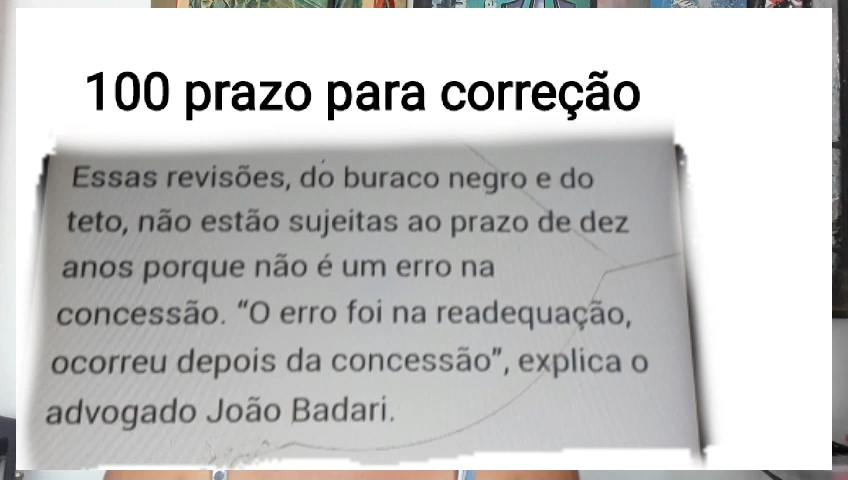 100 prazo para correção
Essas revisões, do buraco negro e do
teto, não estão sujeitas ao prazo de dez
anos porque não é um erro na
concessão. "O erro foi na readequação,
ocorreu depois da concessão", explica o
advogado João Badari.